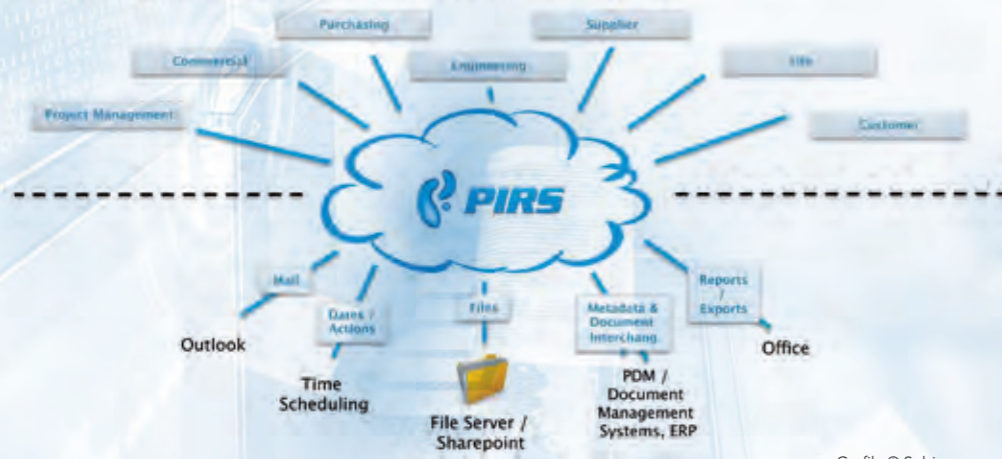 Purchasing
Supplier
Commercial
Engineering
Site
Project Management
Customer
PIRS
Mail
Reports
/
Exports
Dates /
Actions
Files
Metadata &
Document
Interchang.
Outlook
Office
Time
Scheduling
File Server /
Sharepoint
PDM /
Document
Management
Systems, ERP